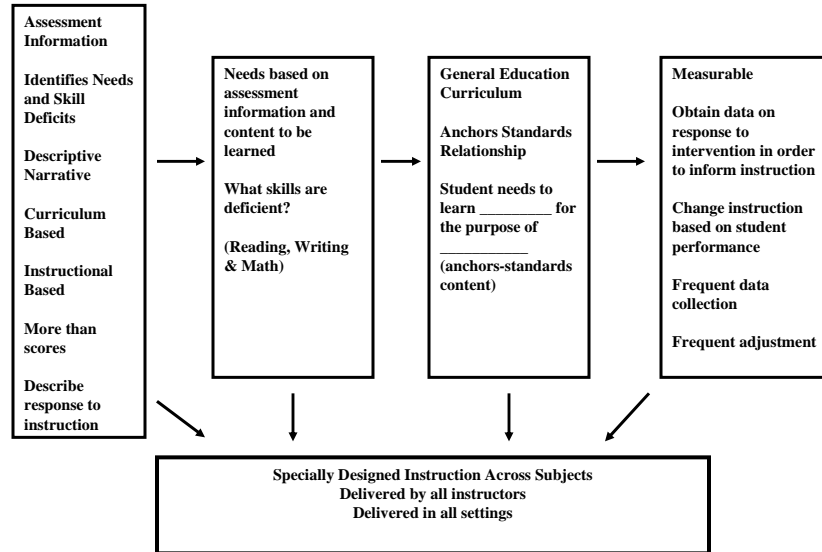 Assessment
Information
Identifies Needs
and Skill
Deficits
Descriptive
Narrative
Curriculum
Based
Instructional
Based
More than
scores
Describe
response to
instruction
Needs based on
assessment
information and
content to be
learned
What skills are
deficient?
(Reading, Writing
& Math)
General Education
Curriculum
Anchors Standards
Relationship
Student needs to
learn _________ for
the purpose of
___________
(anchors-standards
content)
Measurable
Obtain data on
response to
intervention in order
to inform instruction
Change instruction
based on student
performance
Frequent data
collection
Frequent adjustment
Specially Designed Instruction Across Subjects
Delivered by all instructors
Delivered in all settings